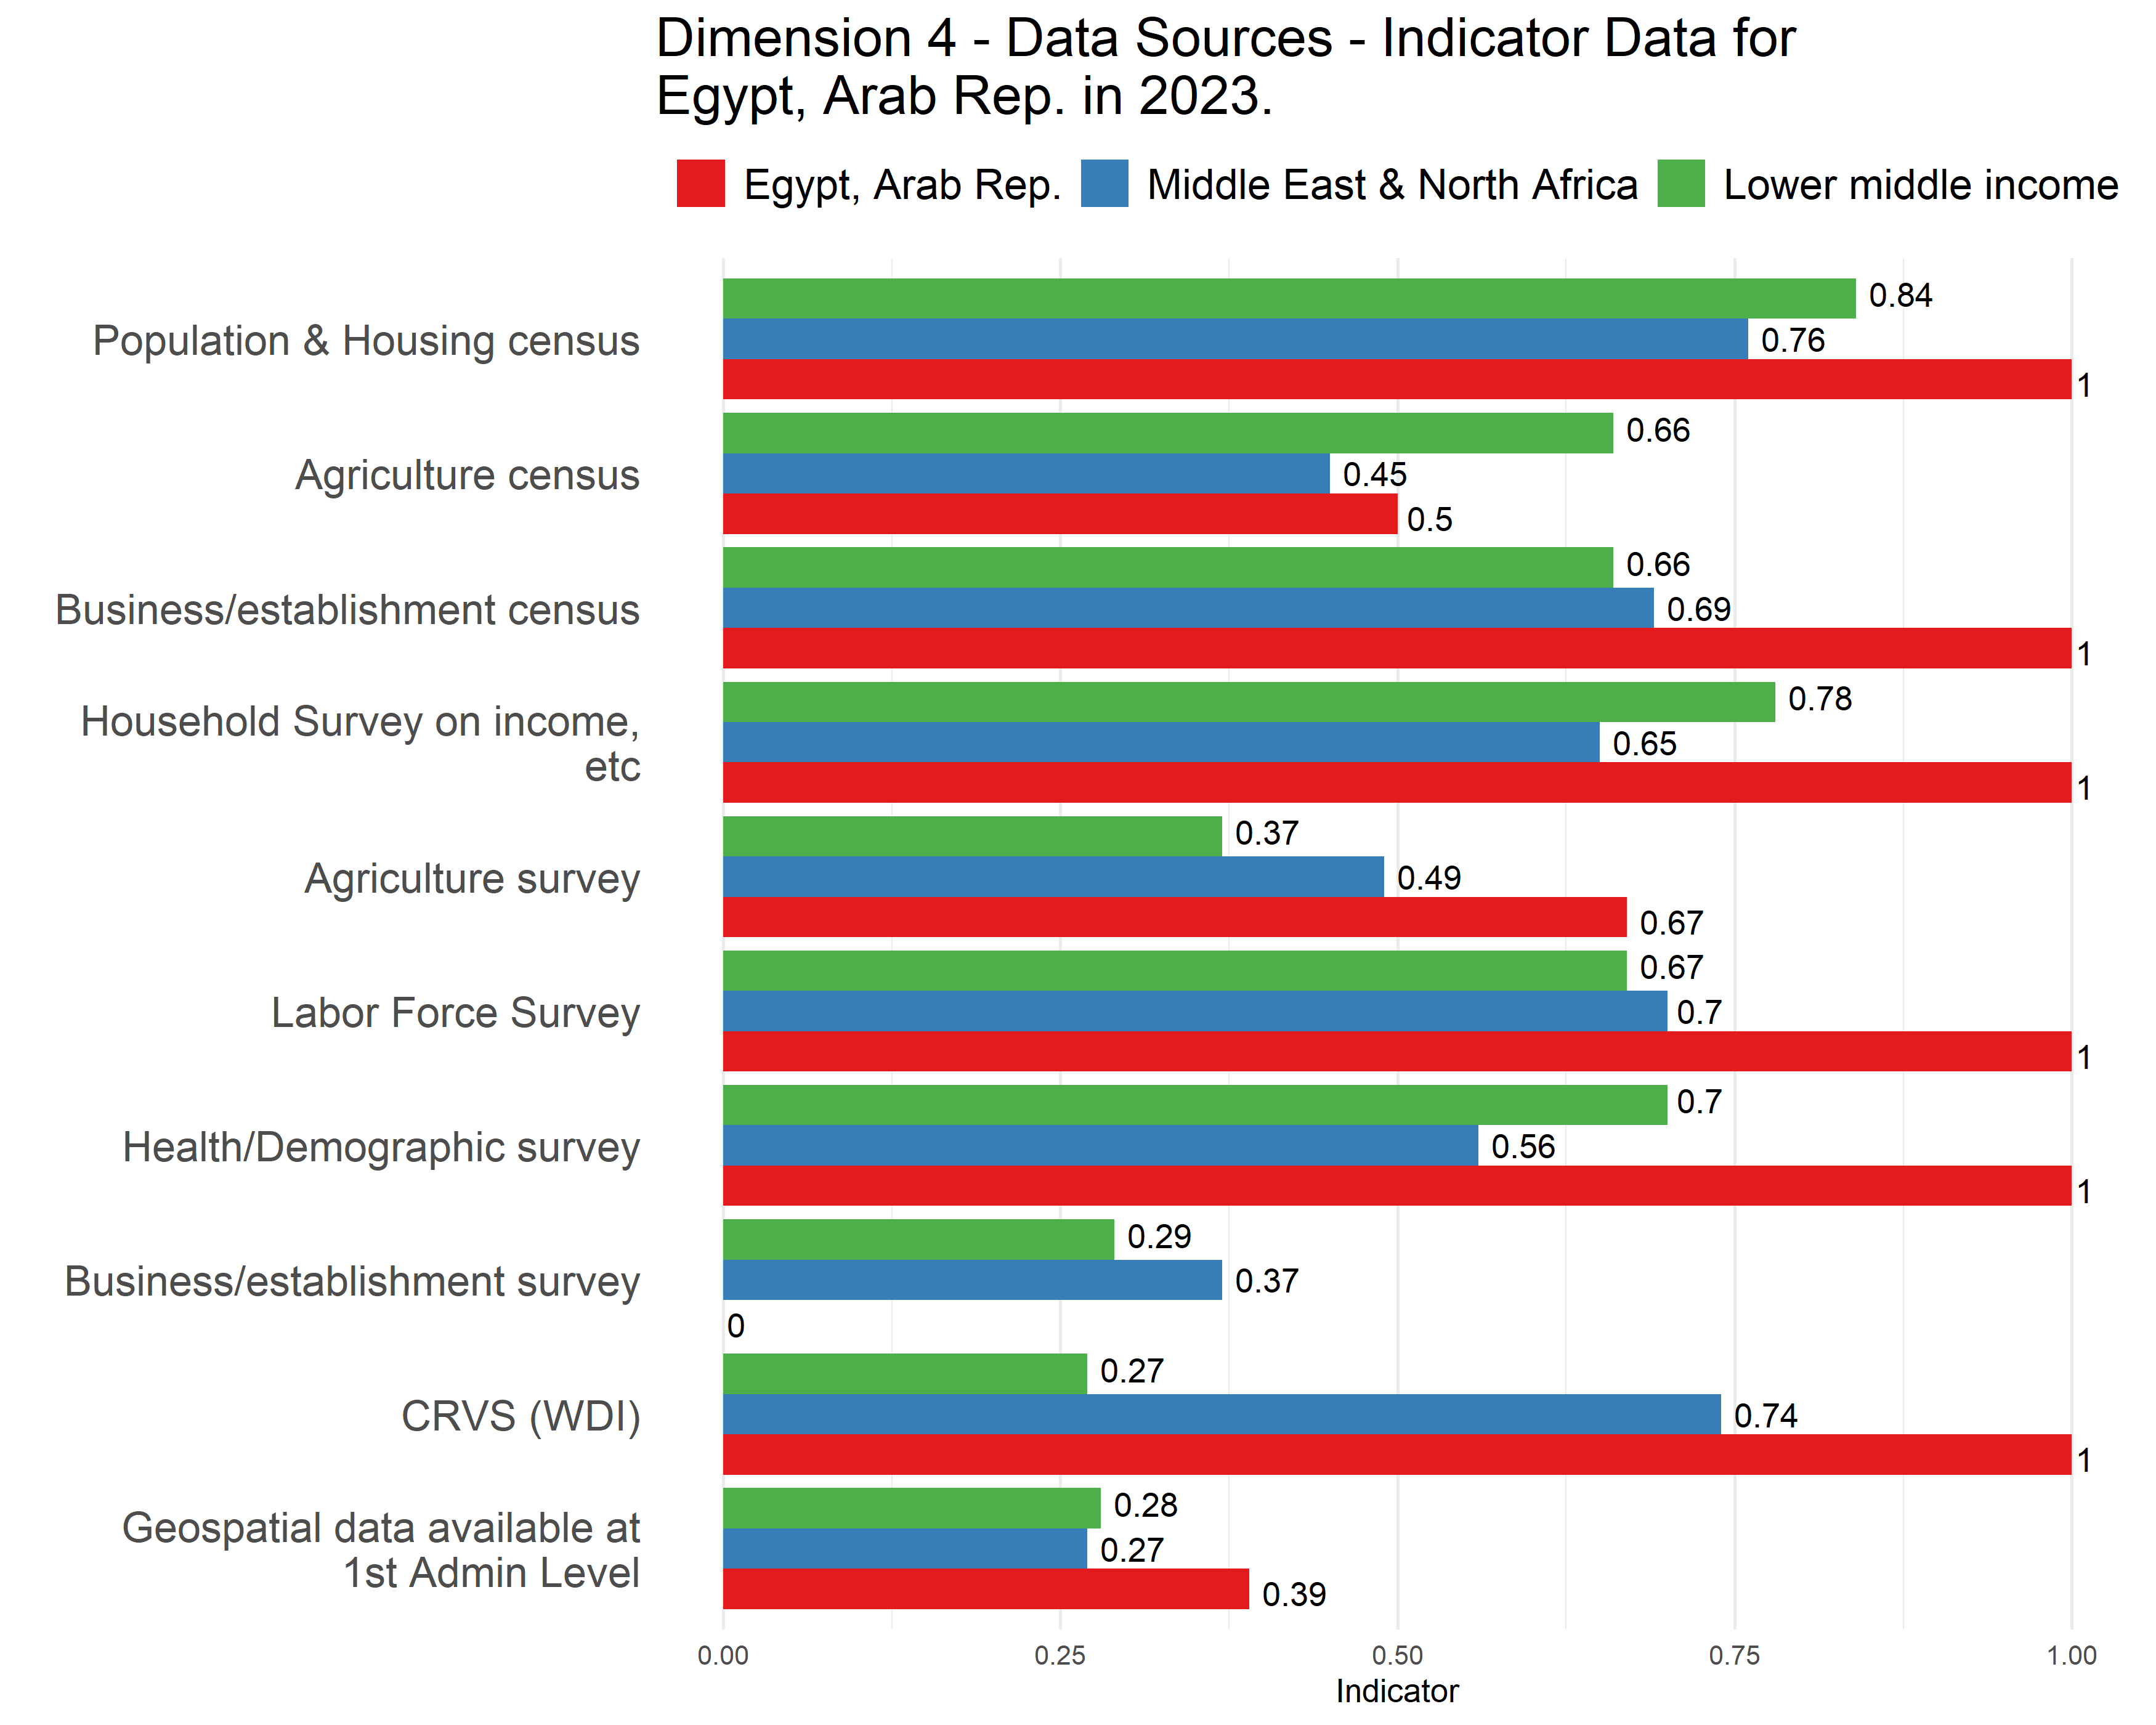 Dimension 4 - Data Sources - Indicator Data for
Egypt, Arab Rep. in 2023.
Egypt, Arab Rep. Middle East & North Africa Lower middle income
Population & Housing census
0.84
0.76
1
Agriculture census
0.66
0.45
0.5
Business/establishment census
0.66
0.69
1
Household Survey on income,
etc
0.78
0.65
1
Agriculture survey
0.37
0.49
0.67
Labor Force Survey
0.67
0.7
1
Health/Demographic survey
0.7
0.56
1
Business/establishment survey
0.29
0.37
0
CRVS (WDI)
0.27
0.74
1
Geospatial data available at
1st Admin Level
0.28
0.27
0.39
0.00 0.25 0.50 0.75 1.00
Indicator